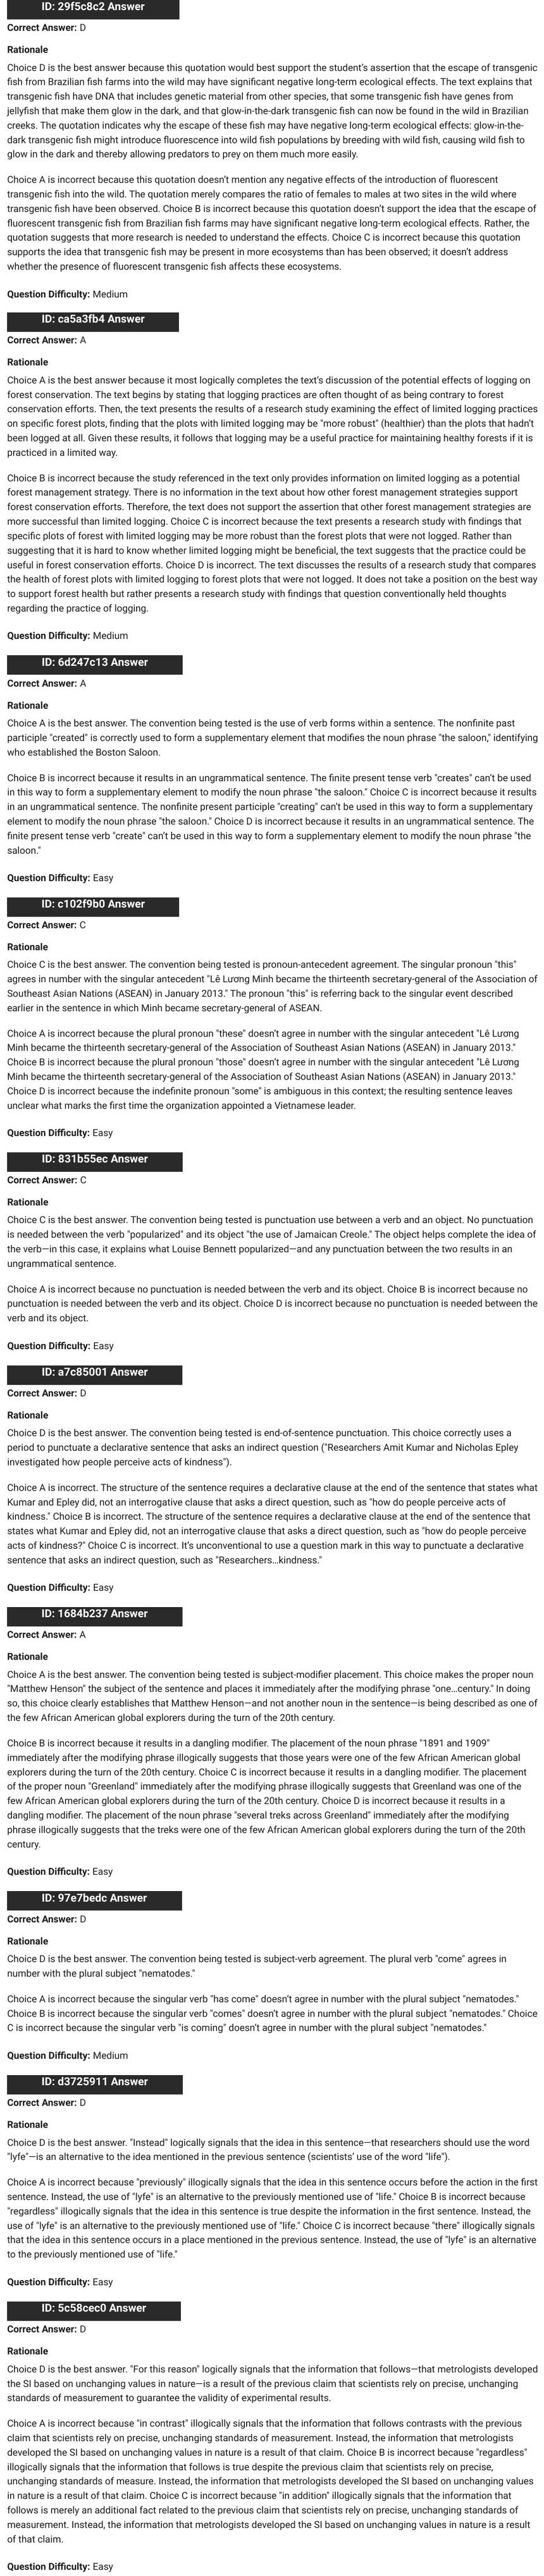 ID: 29f5c8c2 Answer
Correct Answer: D
Rationale
Choice D is the best answer because this quotation would best support the student's assertion that the escape of transgenic
fish from Brazilian fish farms into the wild may have significant negative long-term ecological effects. The text explains that
transgenic fish have DNA that includes genetic material from other species, that some transgenic fish have genes from
jellyfish that make them glow in the dark, and that glow-in-the-dark transgenic fish can now be found in the wild in Brazilian
creeks. The quotation indicates why the escape of these fish may have negative long-term ecological effects: glow-in-the-
dark transgenic fish might introduce fluorescence into wild fish populations by breeding with wild fish, causing wild fish to
glow in the dark and thereby allowing predators to prey on them much more easily.
Choice A is incorrect because this quotation doesn't mention any negative effects of the introduction of fluorescent
transgenic fish into the wild. The quotation merely compares the ratio of females to males at two sites in the wild where
transgenic fish have been observed. Choice B is incorrect because this quotation doesn't support the idea that the escape of
fluorescent transgenic fish from Brazilian fish farms may have significant negative long-term ecological effects. Rather, the
quotation suggests that more research is needed to understand the effects. Choice C is incorrect because this quotation
supports the idea that transgenic fish may be present in more ecosystems than has been observed; it doesn't address
whether the presence of fluorescent transgenic fish affects these ecosystems.
Question Difficulty: Medium
ID: ca5a3fb4 Answer
Correct Answer: A
Rationale
Choice A is the best answer because it most logically completes the text's discussion of the potential effects of logging on
forest conservation. The text begins by stating that logging practices are often thought of as being contrary to forest
conservation efforts. Then, the text presents the results of a research study examining the effect of limited logging practices
on specific forest plots, finding that the plots with limited logging may be "more robust" (healthier) than the plots that hadn't
been logged at all. Given these results, it follows that logging may be a useful practice for maintaining healthy forests if it is
practiced in a limited way.
Choice B is incorrect because the study referenced in the text only provides information on limited logging as a potential
forest management strategy. There is no information in the text about how other forest management strategies support
forest conservation efforts. Therefore, the text does not support the assertion that other forest management strategies are
more successful than limited logging. Choice C is incorrect because the text presents a research study with findings that
specific plots of forest with limited logging may be more robust than the forest plots that were not logged. Rather than
suggesting that it is hard to know whether limited logging might be beneficial, the text suggests that the practice could be
useful in forest conservation efforts. Choice D is incorrect. The text discusses the results of a research study that compares
the health of forest plots with limited logging to forest plots that were not logged. It does not take a position on the best way
to support forest health but rather presents a research study with findings that question conventionally held thoughts
regarding the practice of logging.
Question Difficulty: Medium
ID: 6d247c13 Answer
Correct Answer: A
Rationale
Choice A is the best answer. The convention being tested is the use of verb forms within a sentence. The nonfinite past
participle "created" is correctly used to form a supplementary element that modifies the noun phrase "the saloon," identifying
who established the Boston Saloon.
Choice B is incorrect because it results in an ungrammatical sentence. The finite present tense verb "creates" can't be used
in this way to form a supplementary element to modify the noun phrase "the saloon." Choice C is incorrect because it results
in an ungrammatical sentence. The nonfinite present participle "creating" can't be used in this way to form a supplementary
element to modify the noun phrase "the saloon." Choice D is incorrect because it results in an ungrammatical sentence. The
finite present tense verb "create" can't be used in this way to form a supplementary element to modify the noun phrase "the
saloon."
Question Difficulty: Easy
ID: c102f9b0 Answer
Correct Answer: C
Rationale
Choice C is the best answer. The convention being tested is pronoun-antecedent agreement. The singular pronoun "this"
agrees in number with the singular antecedent "Lê Lương Minh became the thirteenth secretary-general of the Association of
Southeast Asian Nations (ASEAN) in January 2013." The pronoun "this" is referring back to the singular event described
earlier in the sentence in which Minh became secretary-general of ASEAN.
Choice A is incorrect because the plural pronoun "these" doesn't agree in number with the singular antecedent "Lê Lương
Minh became the thirteenth secretary-general of the Association of Southeast Asian Nations (ASEAN) in January 2013."
Choice B is incorrect because the plural pronoun "those" doesn't agree in number with the singular antecedent "Lê Lương
Minh became the thirteenth secretary-general of the Association of Southeast Asian Nations (ASEAN) in January 2013."
Choice D is incorrect because the indefinite pronoun "some" is ambiguous in this context; the resulting sentence leaves
unclear what marks the first time the organization appointed a Vietnamese leader.
Question Difficulty: Easy
ID: 831b55ec Answer
Correct Answer: C
Rationale
Choice C is the best answer. The convention being tested is punctuation use between a verb and an object. No punctuation
is needed between the verb "popularized" and its object "the use of Jamaican Creole." The object helps complete the idea of
the verb—in this case, it explains what Louise Bennett popularized—and any punctuation between the two results in an
ungrammatical sentence.
Choice A is incorrect because no punctuation is needed between the verb and its object. Choice B is incorrect because no
punctuation is needed between the verb and its object. Choice D is incorrect because no punctuation is needed between the
verb and its object.
Question Difficulty: Easy
ID: a7c85001 Answer
Correct Answer: D
Rationale
Choice D is the best answer. The convention being tested is end-of-sentence punctuation. This choice correctly uses a
period to punctuate a declarative sentence that asks an indirect question ("Researchers Amit Kumar and Nicholas Epley
investigated how people perceive acts of kindness").
Choice A is incorrect. The structure of the sentence requires a declarative clause at the end of the sentence that states what
Kumar and Epley did, not an interrogative clause that asks a direct question, such as "how do people perceive acts of
kindness." Choice B is incorrect. The structure of the sentence requires a declarative clause at the end of the sentence that
states what Kumar and Epley did, not an interrogative clause that asks a direct question, such as "how do people perceive
acts of kindness?" Choice C is incorrect. It's unconventional to use a question mark in this way to punctuate a declarative
sentence that asks an indirect question, such as "Researchers...kindness."
Question Difficulty: Easy
ID: 1684b237 Answer
Correct Answer: A
Rationale
Choice A is the best answer. The convention being tested is subject-modifier placement. This choice makes the proper noun
"Matthew Henson" the subject of the sentence and places it immediately after the modifying phrase "one...century." In doing
so, this choice clearly establishes that Matthew Henson—and not another noun in the sentence—is being described as one of
the few African American global explorers during the turn of the 20th century.
Choice B is incorrect because it results in a dangling modifier. The placement of the noun phrase "1891 and 1909"
immediately after the modifying phrase illogically suggests that those years were one of the few African American global
explorers during the turn of the 20th century. Choice C is incorrect because it results in a dangling modifier. The placement
of the proper noun "Greenland" immediately after the modifying phrase illogically suggests that Greenland was one of the
few African American global explorers during the turn of the 20th century. Choice D is incorrect because it results in a
dangling modifier. The placement of the noun phrase "several treks across Greenland" immediately after the modifying
phrase illogically suggests that the treks were one of the few African American global explorers during the turn of the 20th
century.
Question Difficulty: Easy
ID: 97e7bedc Answer
Correct Answer: D
Rationale
Choice D is the best answer. The convention being tested is subject-verb agreement. The plural verb "come" agrees in
number with the plural subject "nematodes."
Choice A is incorrect because the singular verb "has come" doesn't agree in number with the plural subject "nematodes."
Choice B is incorrect because the singular verb "comes" doesn't agree in number with the plural subject "nematodes." Choice
C is incorrect because the singular verb "is coming" doesn't agree in number with the plural subject "nematodes."
Question Difficulty: Medium
ID: d3725911 Answer
Correct Answer: D
Rationale
Choice D is the best answer. "Instead" logically signals that the idea in this sentence—that researchers should use the word
"lyfe"—is an alternative to the idea mentioned in the previous sentence (scientists' use of the word "life").
Choice A is incorrect because "previously" illogically signals that the idea in this sentence occurs before the action in the first
sentence. Instead, the use of "lyfe" is an alternative to the previously mentioned use of "life." Choice B is incorrect because
"regardless" illogically signals that the idea in this sentence is true despite the information in the first sentence. Instead, the
use of "lyfe" is an alternative to the previously mentioned use of "life." Choice C is incorrect because "there" illogically signals
that the idea in this sentence occurs in a place mentioned in the previous sentence. Instead, the use of "lyfe" is an alternative
to the previously mentioned use of "life."
Question Difficulty: Easy
ID: 5c58cec0 Answer
Correct Answer: D
Rationale
Choice D is the best answer. "For this reason" logically signals that the information that follows—that metrologists developed
the SI based on unchanging values in nature—is a result of the previous claim that scientists rely on precise, unchanging
standards of measurement to guarantee the validity of experimental results.
Choice A is incorrect because "in contrast" illogically signals that the information that follows contrasts with the previous
claim that scientists rely on precise, unchanging standards of measurement. Instead, the information that metrologists
developed the SI based on unchanging values in nature is a result of that claim. Choice B is incorrect because "regardless"
illogically signals that the information that follows is true despite the previous claim that scientists rely on precise,
unchanging standards of measure. Instead, the information that metrologists developed the SI based on unchanging values
in nature is a result of that claim. Choice C is incorrect because "in addition" illogically signals that the information that
follows is merely an additional fact related to the previous claim that scientists rely on precise, unchanging standards of
measurement. Instead, the information that metrologists developed the SI based on unchanging values in nature is a result
of that claim.
Question Difficulty: Easy